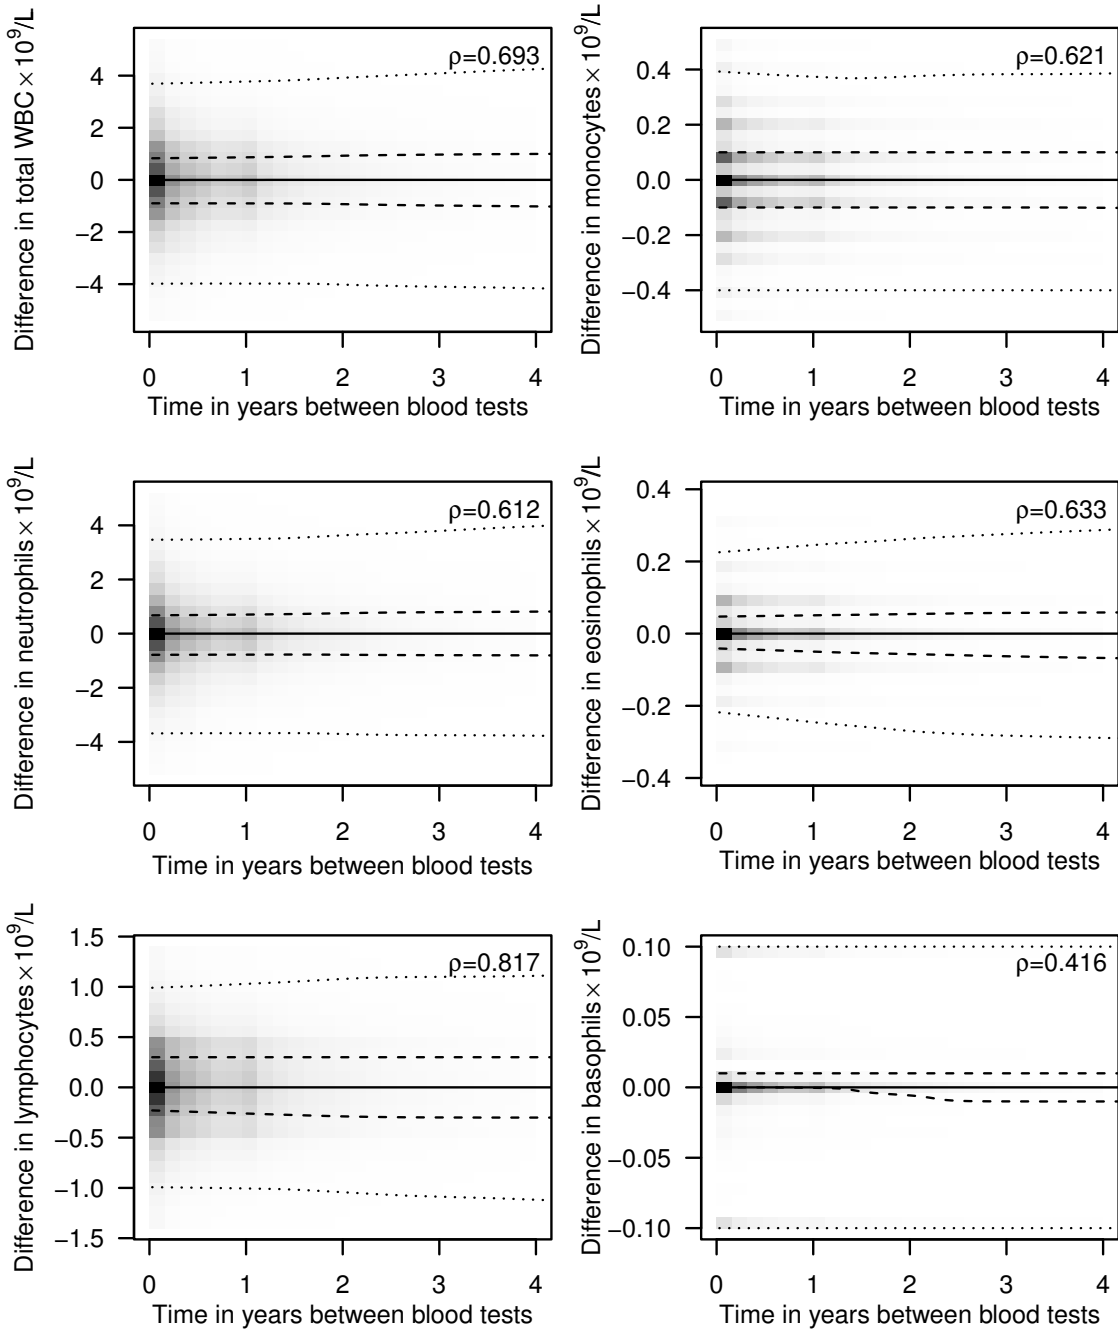 Difference in total WBC × 10⁹/L
4
2
0
−2
−4
ρ=0.693
0 1 2 3 4
Time in years between blood tests
Difference in monocytes × 10⁹/L
0.4
0.2
0.0
−0.2
−0.4
ρ=0.621
0 1 2 3 4
Time in years between blood tests
Difference in neutrophils × 10⁹/L
4
2
0
−2
−4
ρ=0.612
0 1 2 3 4
Time in years between blood tests
Difference in eosinophils × 10⁹/L
0.4
0.2
0.0
−0.2
−0.4
ρ=0.633
0 1 2 3 4
Time in years between blood tests
Difference in lymphocytes × 10⁹/L
1.5
1.0
0.5
0.0
−0.5
−1.0
−1.5
ρ=0.817
0 1 2 3 4
Time in years between blood tests
Difference in basophils × 10⁹/L
0.10
0.05
0.00
−0.05
−0.10
ρ=0.416
0 1 2 3 4
Time in years between blood tests